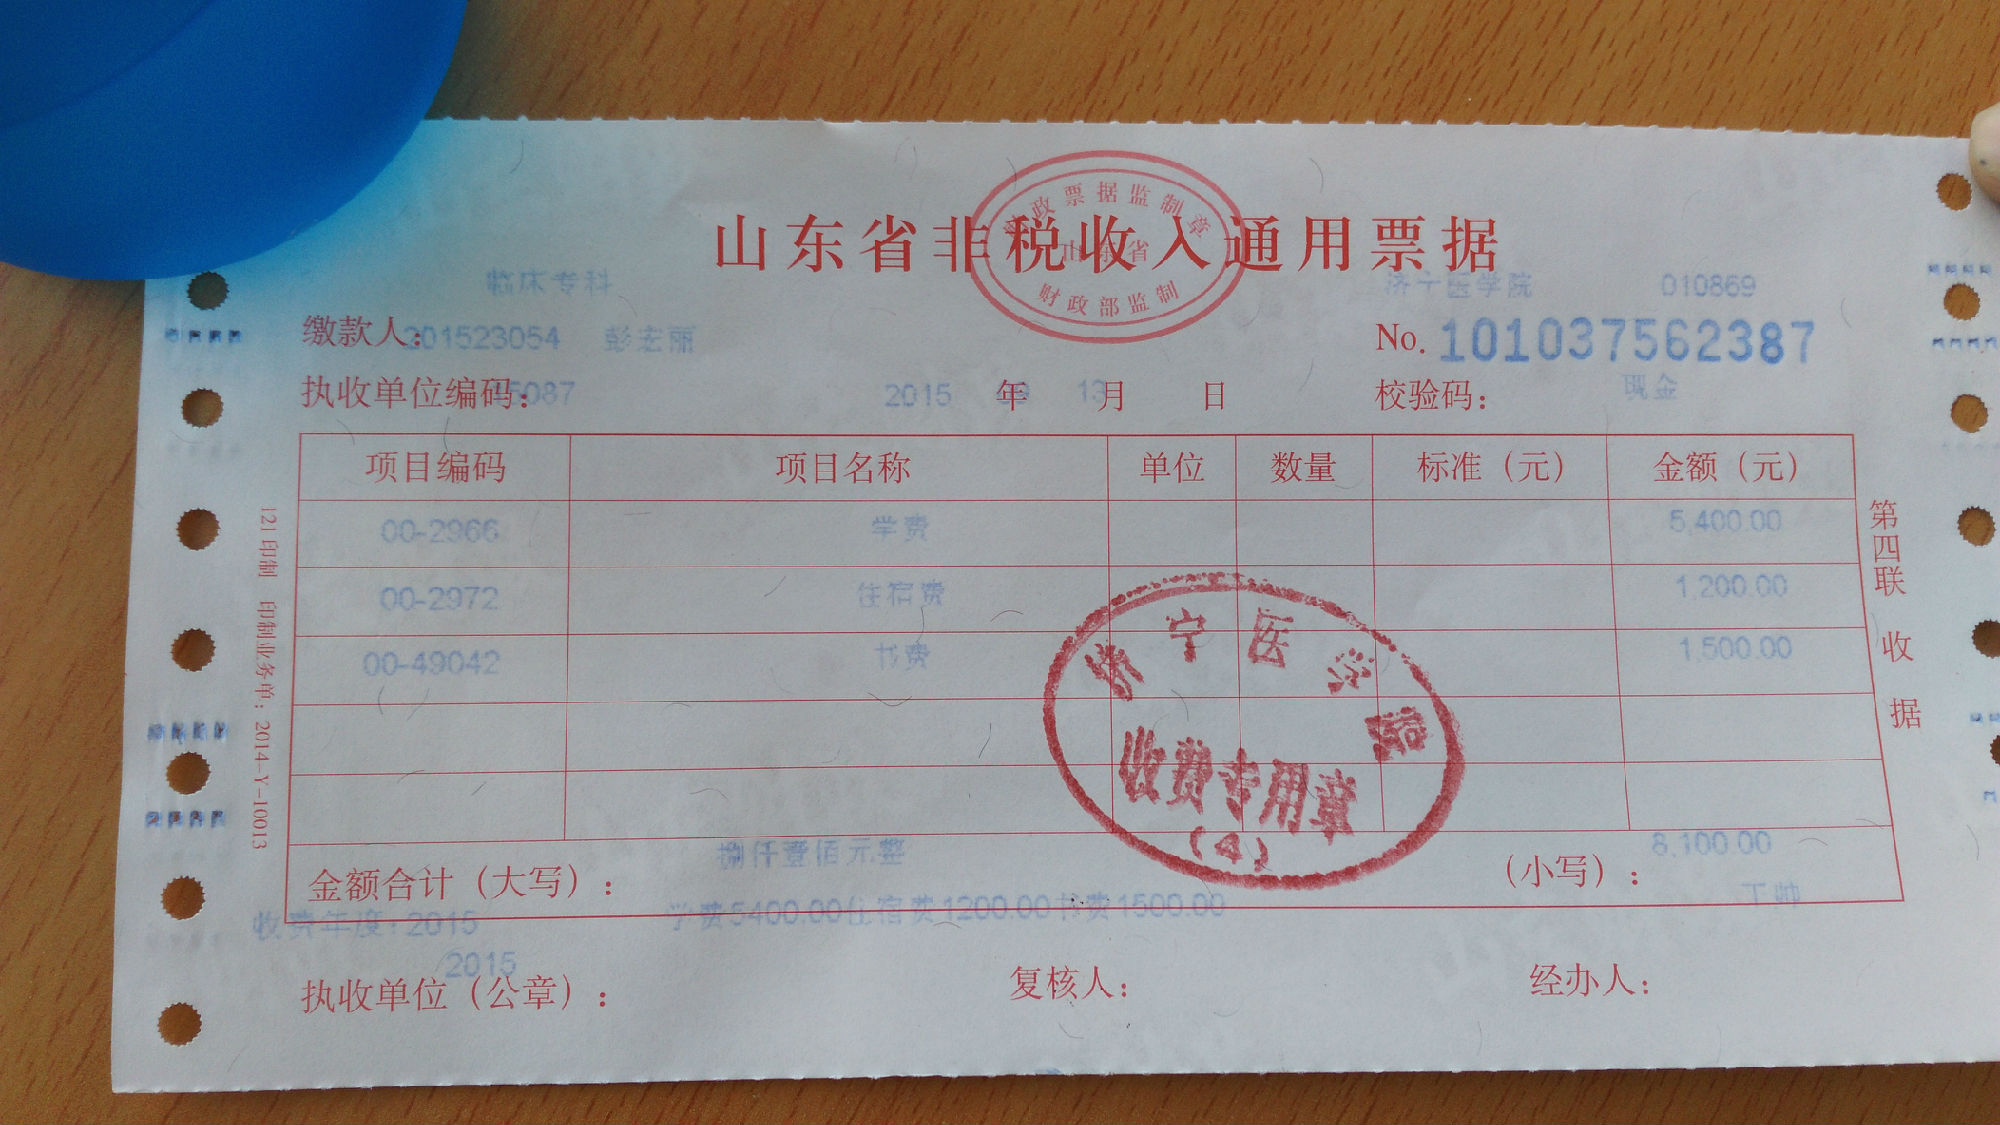 财政票据监制章
山东省
财政部监制
山东省非税收入通用票据
临床专科 济宁医学院 010869
缴款人: 201523054 彭宏丽 No. 101037562387
执收单位编码: 45087 2015 年 09 月 13 日 校验码: 现金
项目编码 项目名称 单位 数量 标准（元） 金额（元）
00-2966 学费 5,400.00
00-2972 住宿费 1,200.00
00-49042 书费 1,500.00
济宁医学院
收费专用章
(4)
金额合计（大写）: 捌仟壹佰元整 （小写）: 8,100.00
收费年度: 2015 学费5400.00住宿费1200.00书费1500.00
2015
执收单位（公章）: 复核人: 经办人:
第四联 收据
121印制 印制业务单: 2014-Y-10013